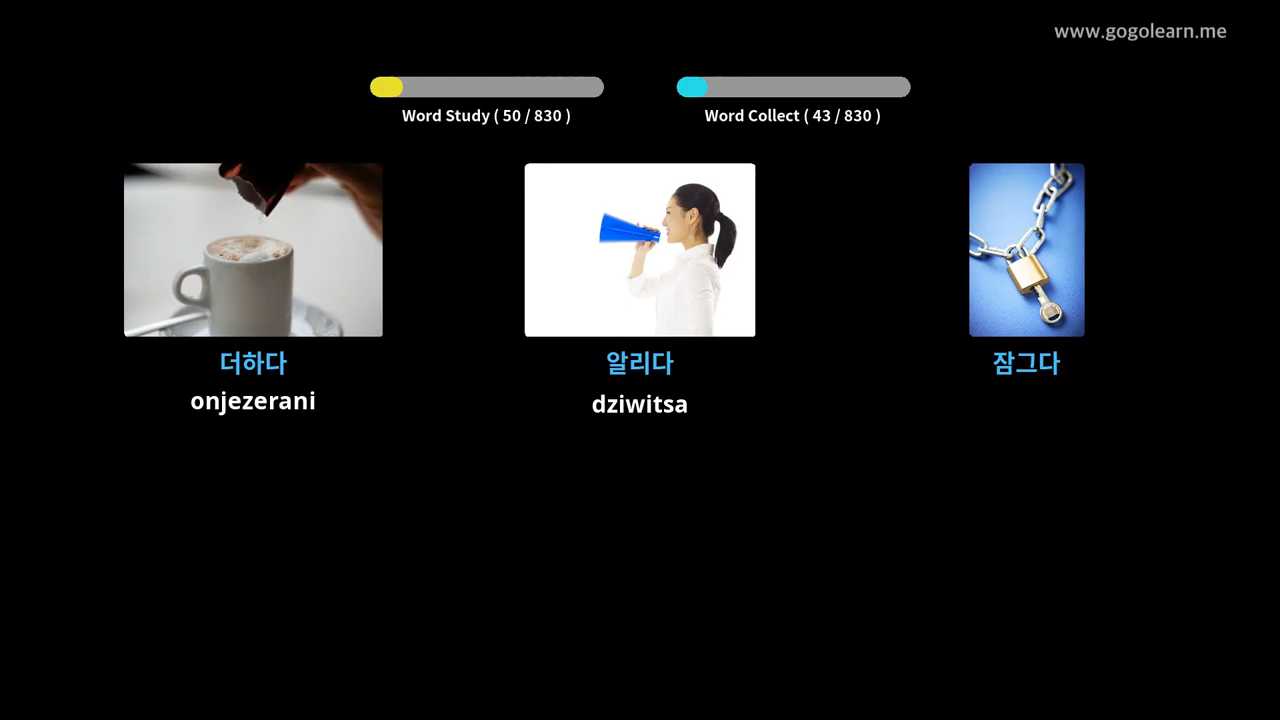 www.gogolearn.me
Word Study ( 50 / 830 )
Word Collect ( 43 / 830 )
더하다
onjezerani
알리다
dziwitsa
잠그다